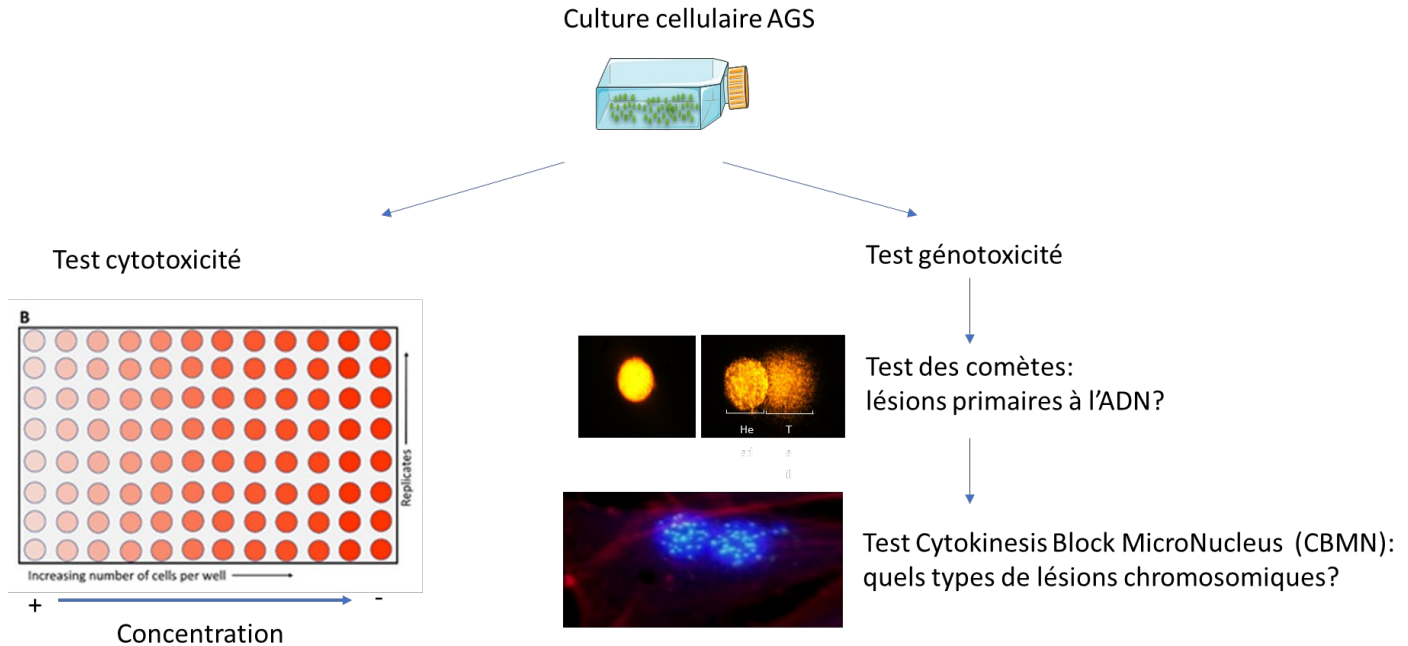 Culture cellulaire AGS
Test cytotoxicité
B
Replicates
Increasing number of cells per well
+ -
Concentration
Test génotoxicité
Test des comètes:
lésions primaires à l'ADN?
He T
Test Cytokinesis Block MicroNucleus (CBMN):
quels types de lésions chromosomiques?